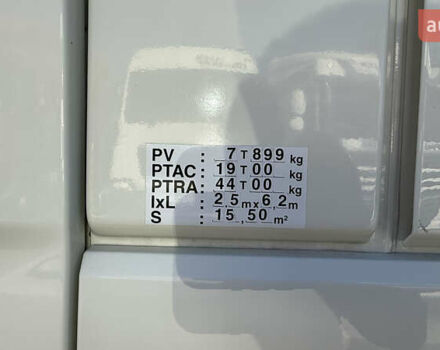 PV : 7 T 899 kg
PTAC : 19 T 00 kg
PTRA : 44 T 00 kg
lxL : 2,5 m x 6,2 m
S : 15,50 m²